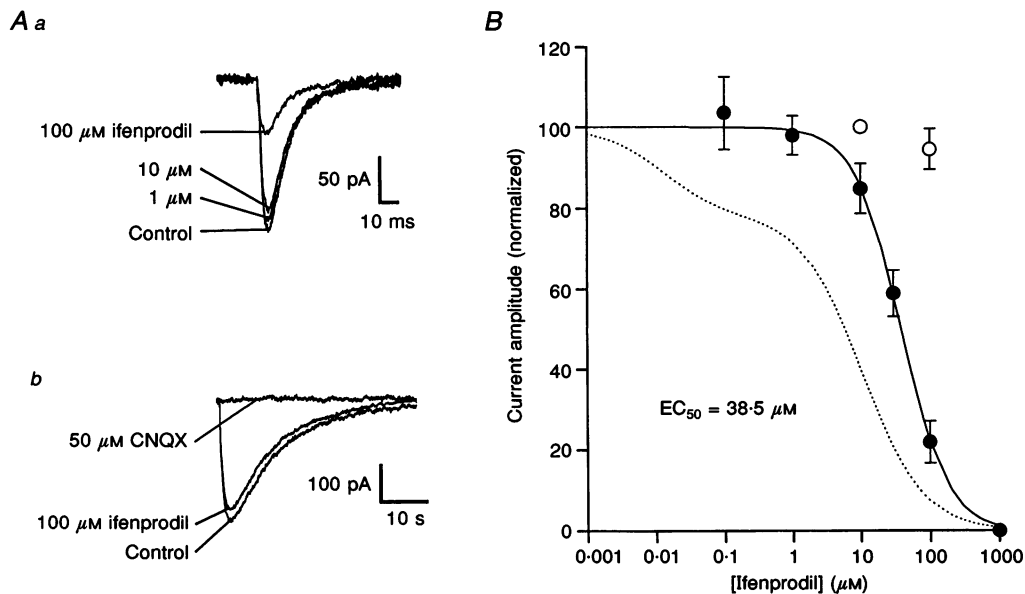 A a
100 μM ifenprodil
10 μM
1 μM
Control
50 pA
10 ms
b
50 μM CNQX
100 μM ifenprodil
Control
100 pA
10 s
B
Current amplitude (normalized)
120
100
80
60
40
20
0
EC50 = 38·5 μM
0·001 0·01 0·1 1 10 100 1000
[Ifenprodil] (μM)